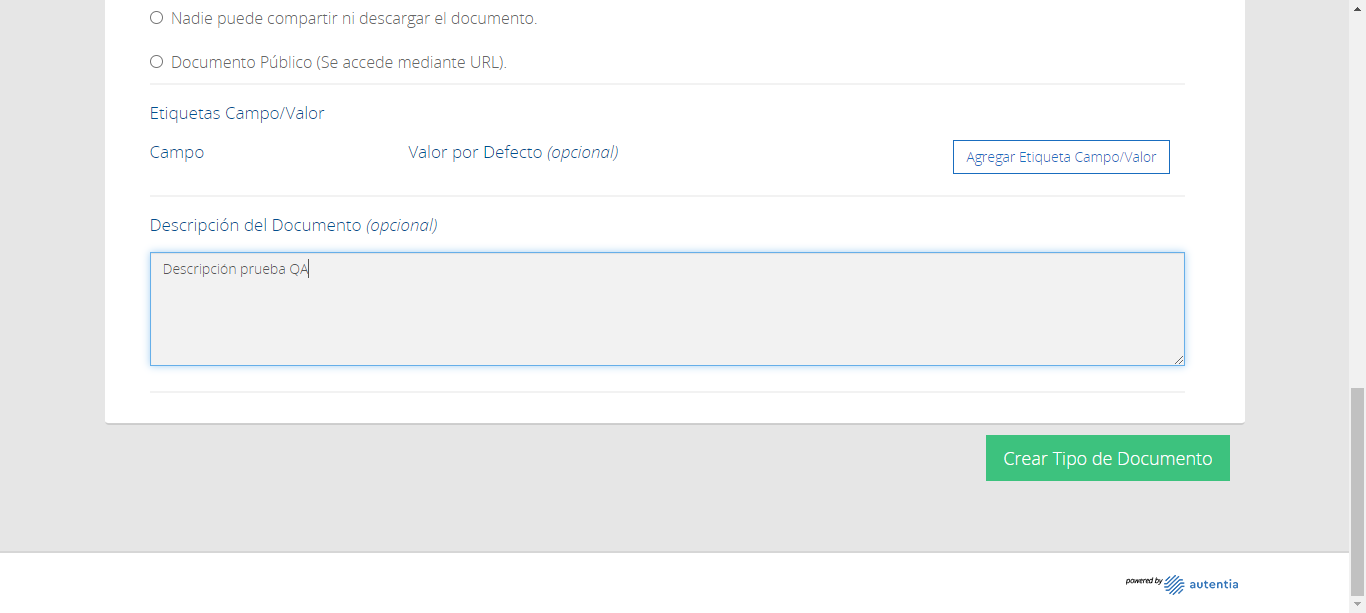 Nadie puede compartir ni descargar el documento.
Documento Público (Se accede mediante URL).
Etiquetas Campo/Valor
Campo Valor por Defecto (opcional) Agregar Etiqueta Campo/Valor
Descripción del Documento (opcional)
Descripción prueba QA
Crear Tipo de Documento
powered by autentia